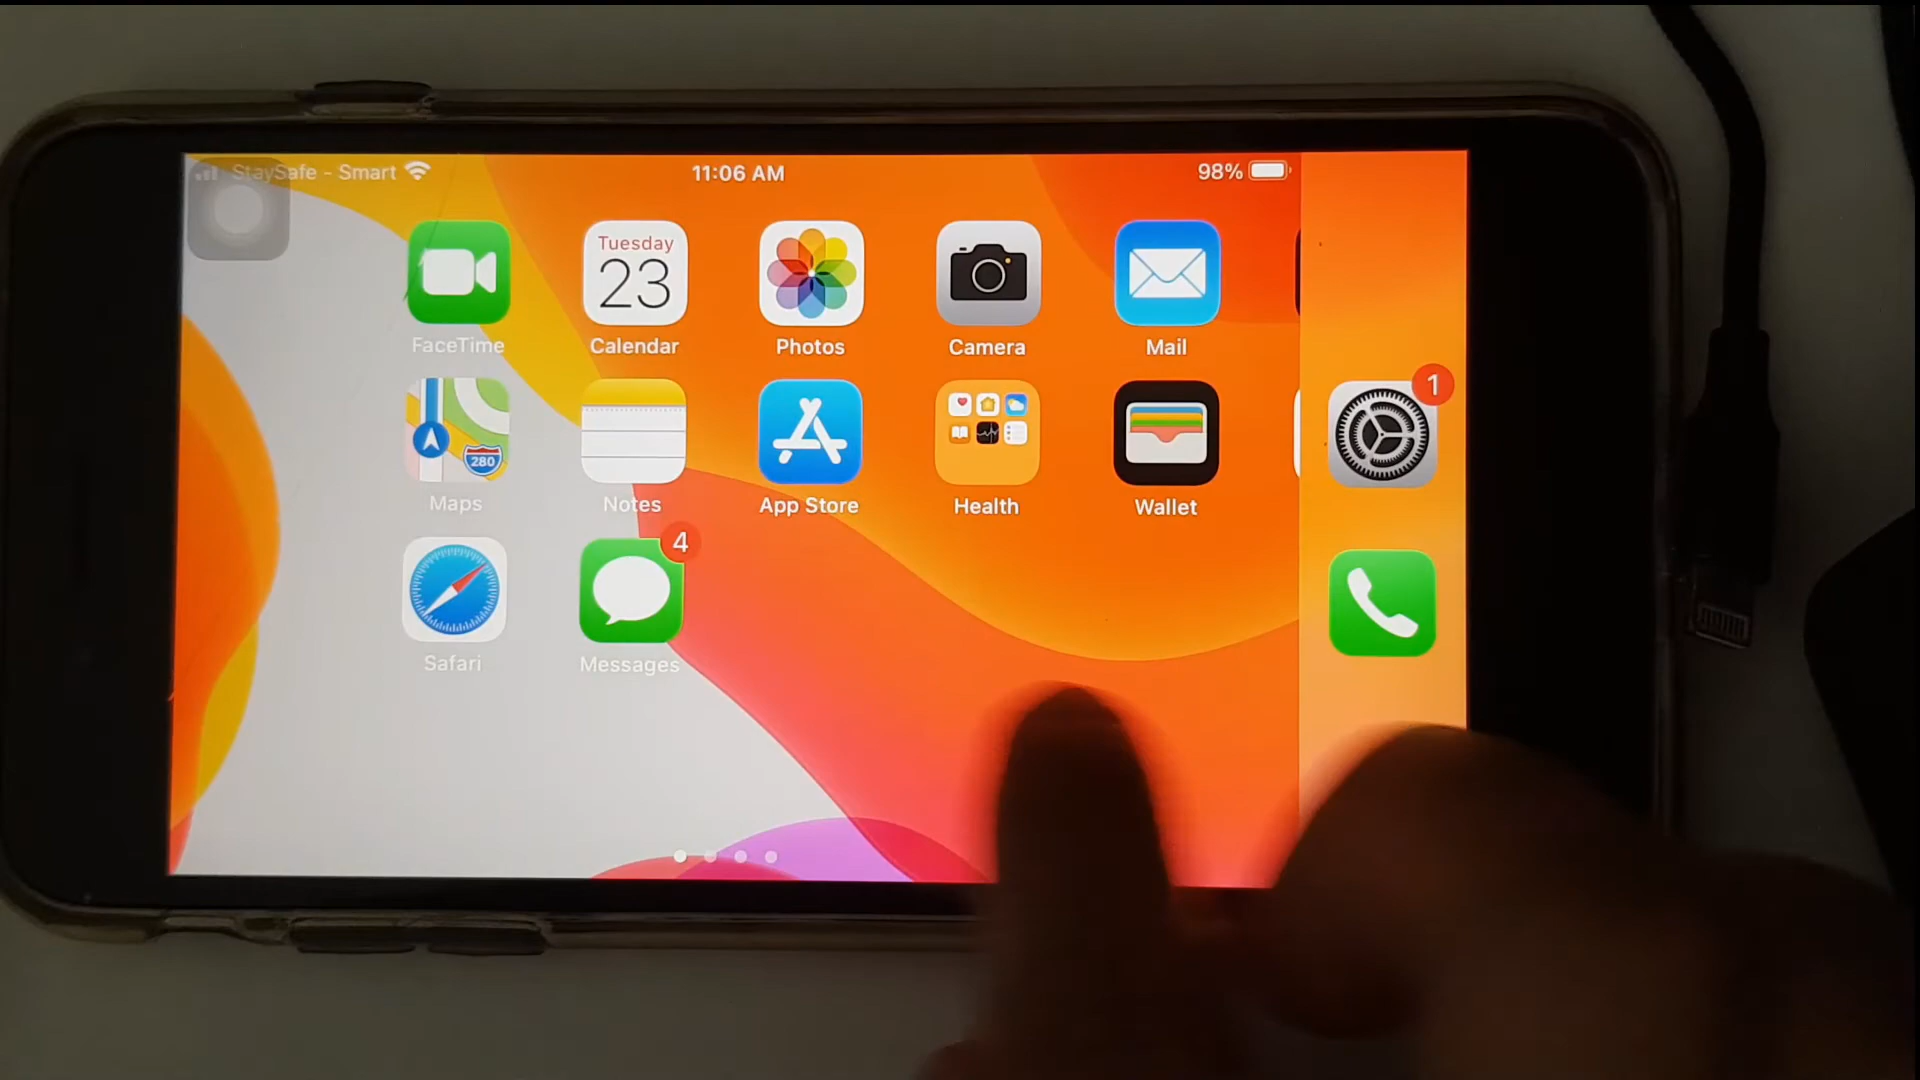 StaySafe - Smart
11:06 AM
98%
FaceTime
Tuesday
23
Calendar
Photos
Camera
Mail
280
Maps
Notes
App Store
Health
Wallet
1
Safari
4
Messages